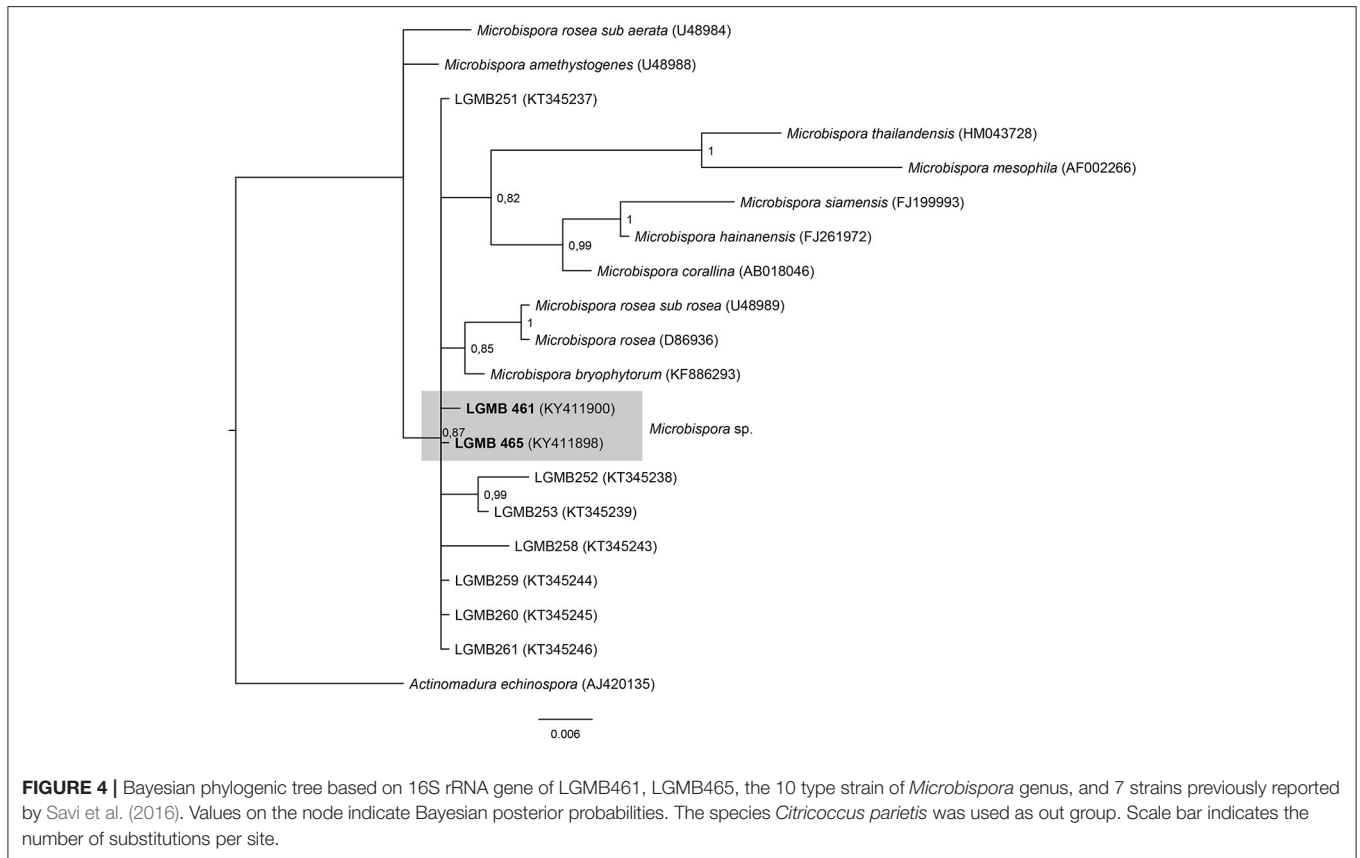 Microbispora rosea sub aerata (U48984)
Microbispora amethystogenes (U48988)
LGMB251 (KT345237)
Microbispora thailandensis (HM043728)
1
Microbispora mesophila (AF002266)
0,82
Microbispora siamensis (FJ199993)
1
Microbispora hainanensis (FJ261972)
0,99
Microbispora corallina (AB018046)
Microbispora rosea sub rosea (U48989)
1
Microbispora rosea (D86936)
0,85
Microbispora bryophytorum (KF886293)
LGMB 461 (KY411900)
Microbispora sp.
0,87
LGMB 465 (KY411898)
LGMB252 (KT345238)
0,99
LGMB253 (KT345239)
LGMB258 (KT345243)
LGMB259 (KT345244)
LGMB260 (KT345245)
LGMB261 (KT345246)
Actinomadura echinospora (AJ420135)
0.006
FIGURE 4 | Bayesian phylogenic tree based on 16S rRNA gene of LGMB461, LGMB465, the 10 type strain of Microbispora genus, and 7 strains previously reported
by Savi et al. (2016). Values on the node indicate Bayesian posterior probabilities. The species Citricoccus parietis was used as out group. Scale bar indicates the
number of substitutions per site.